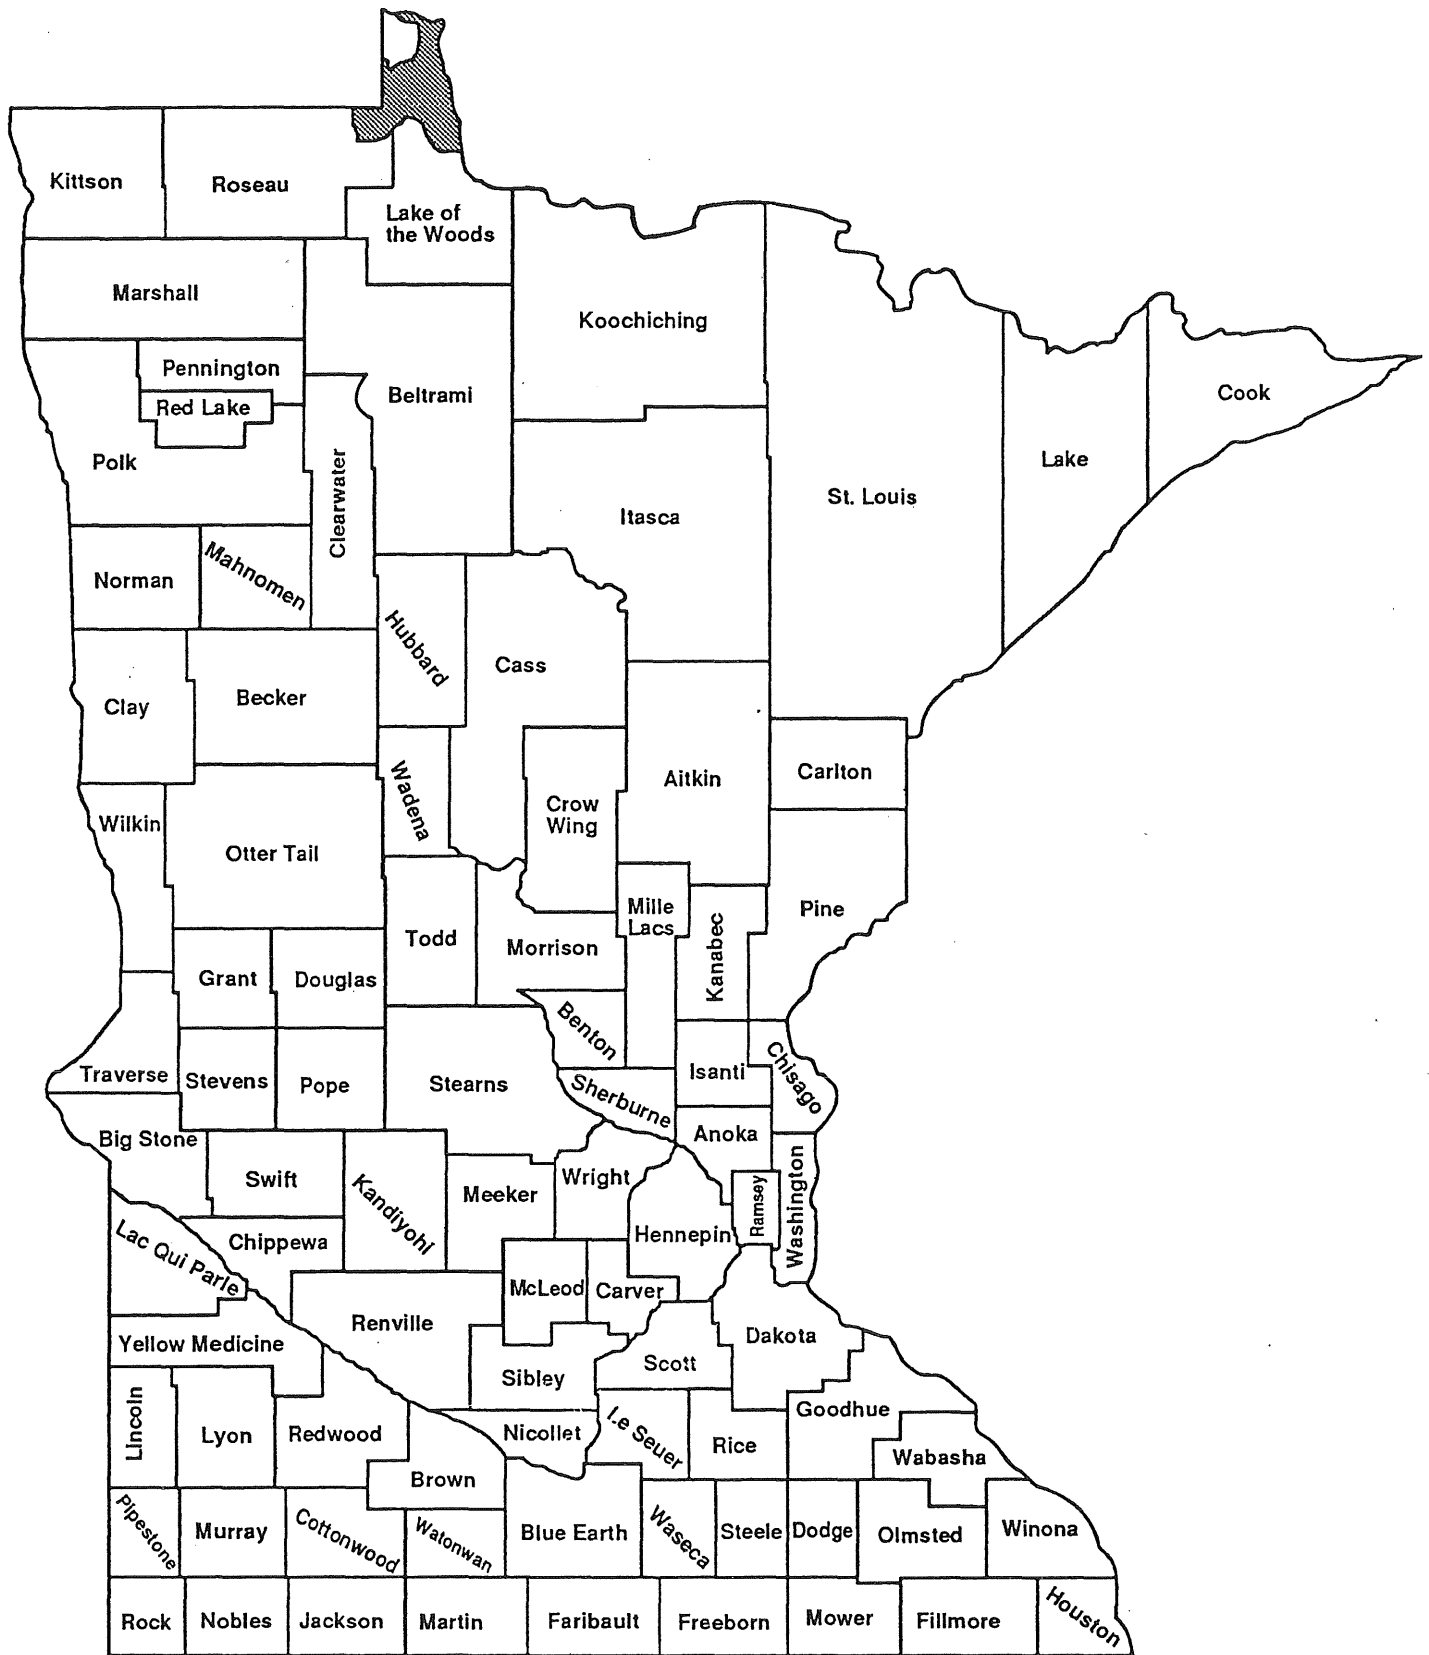 Kittson
Roseau
Lake of
the Woods
Marshall
Koochiching
Pennington
Beltrami
Cook
Red Lake
Polk
Lake
Clearwater
St. Louis
Itasca
Norman
Mahnomen
Hubbard
Cass
Clay
Becker
Wadena
Aitkin
Carlton
Wilkin
Crow
Wing
Otter Tail
Mille
Lacs
Pine
Todd
Morrison
Kanabec
Grant
Douglas
Benton
Traverse
Stevens
Pope
Stearns
Sherburne
Isanti
Chisago
Big Stone
Anoka
Swift
Kandiyohi
Meeker
Wright
Ramsey
Washington
Lac Qui Parle
Chippewa
Hennepin
McLeod
Carver
Renville
Yellow Medicine
Dakota
Sibley
Scott
Lincoln
Lyon
Redwood
Nicollet
Le Seuer
Rice
Goodhue
Wabasha
Brown
Pipestone
Murray
Cottonwood
Watonwan
Blue Earth
Waseca
Steele
Dodge
Olmsted
Winona
Rock
Nobles
Jackson
Martin
Faribault
Freeborn
Mower
Fillmore
Houston